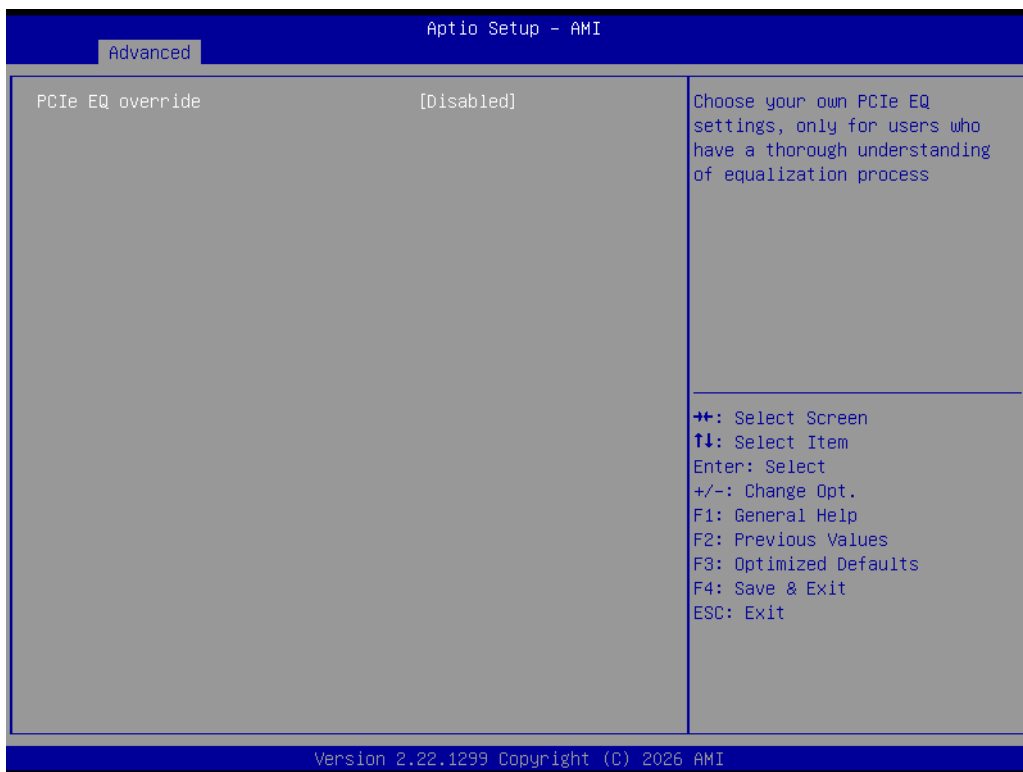 Aptio Setup – AMI
Advanced
PCIe EQ override [Disabled]
Choose your own PCIe EQ
settings, only for users who
have a thorough understanding
of equalization process
→←: Select Screen
↑↓: Select Item
Enter: Select
+/-: Change Opt.
F1: General Help
F2: Previous Values
F3: Optimized Defaults
F4: Save & Exit
ESC: Exit
Version 2.22.1299 Copyright (C) 2026 AMI